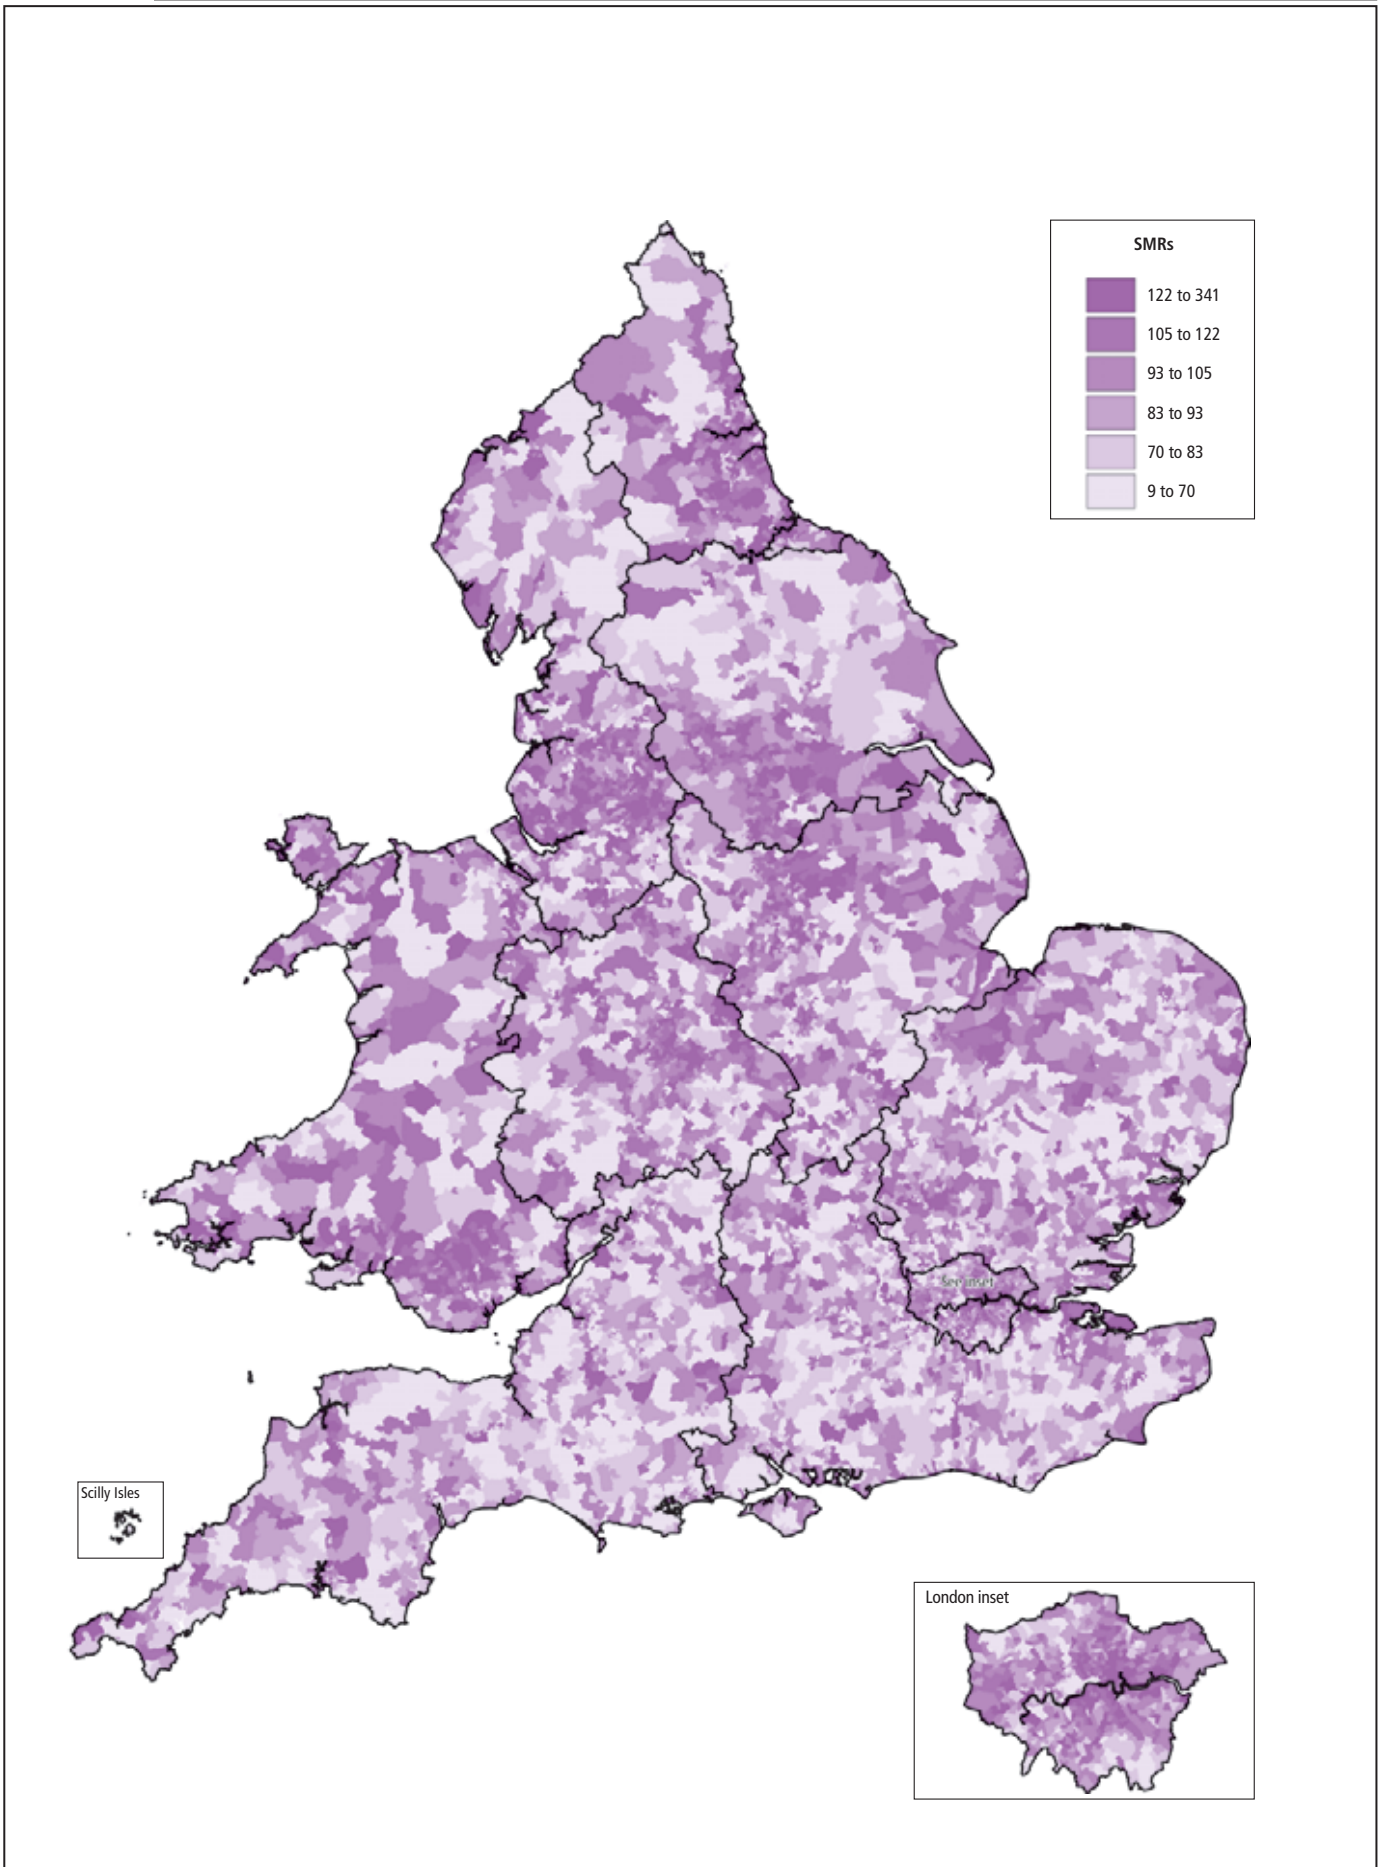 SMRs
122 to 341
105 to 122
93 to 105
83 to 93
70 to 83
9 to 70
See inset
Scilly Isles
London inset